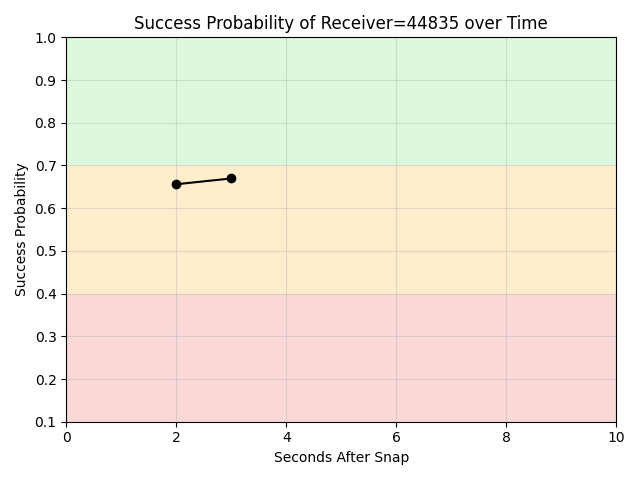 Success Probability of Receiver=44835 over Time
1.0
0.9
0.8
0.7
0.6
0.5
0.4
0.3
0.2
0.1
Success Probability
0 2 4 6 8 10
Seconds After Snap